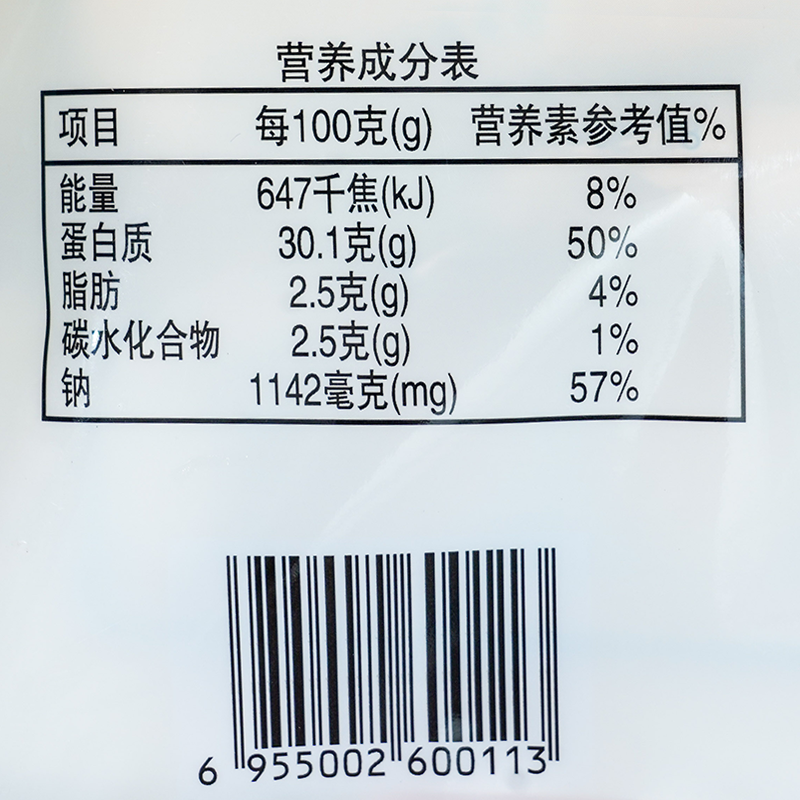 营养成分表
项目 每100克(g) 营养素参考值%
能量 647千焦(kJ) 8%
蛋白质 30.1克(g) 50%
脂肪 2.5克(g) 4%
碳水化合物 2.5克(g) 1%
钠 1142毫克(mg) 57%
6 955002 600113